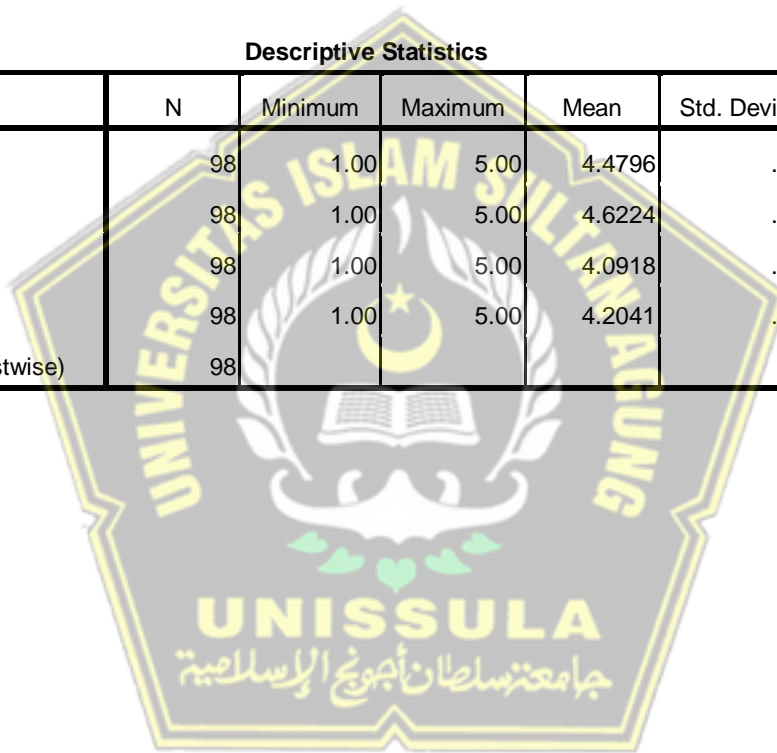 Descriptive Statistics
N Minimum Maximum Mean Std. Devi
98 1.00 5.00 4.4796 .
98 1.00 5.00 4.6224 .
98 1.00 5.00 4.0918 .
98 1.00 5.00 4.2041 .
stwise) 98
UNIVERSITAS ISLAM SULTAN AGUNG
UNISSULA
جامعترسلطان أجونج الإسلامية